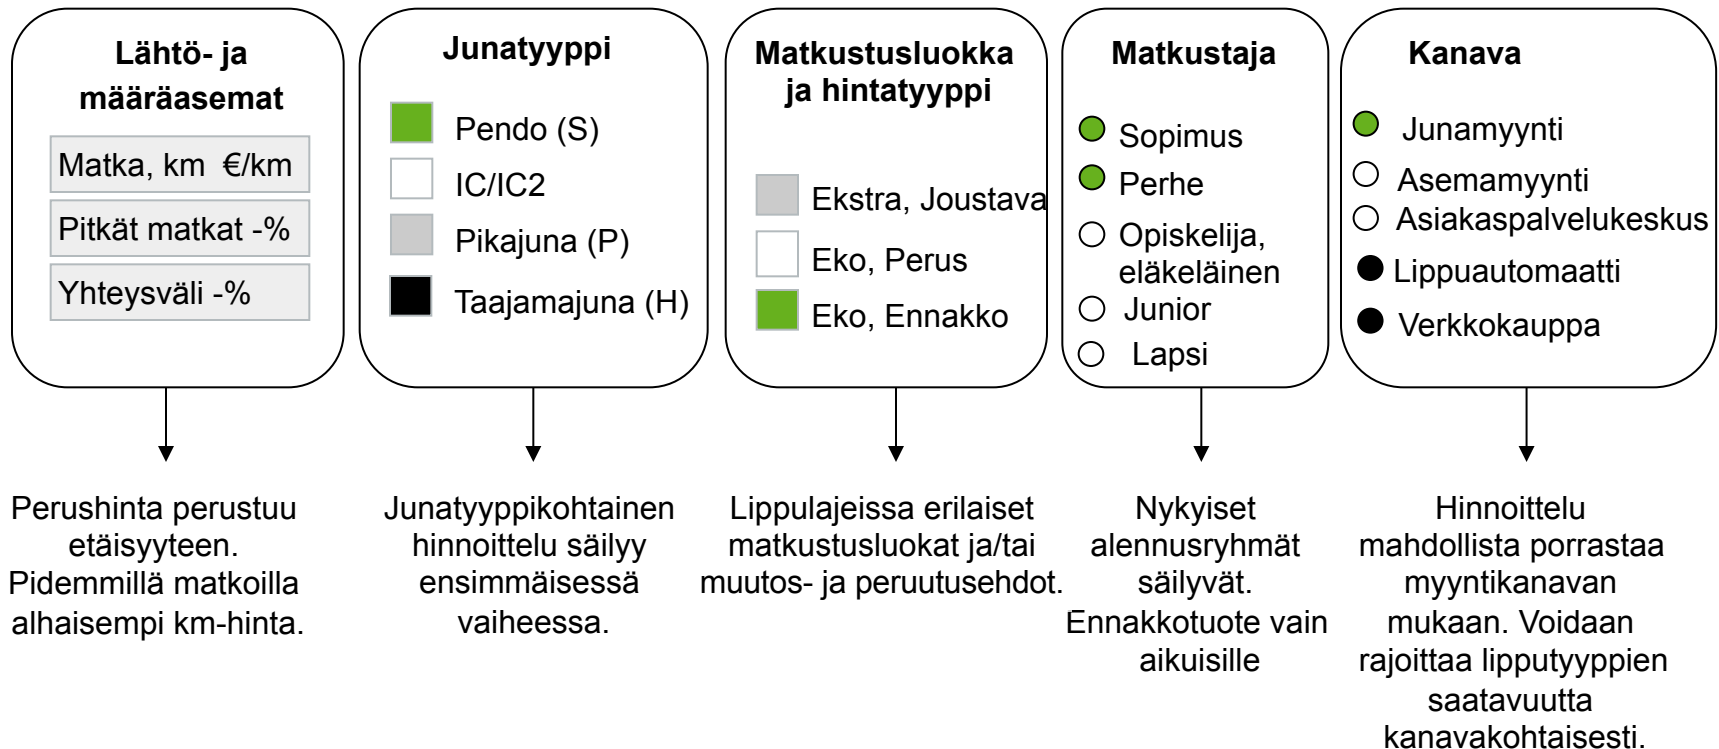 Lähtö- ja
määräasemat
Matka, km €/km
Pitkät matkat -%
Yhteysväli -%
Perushinta perustuu
etäisyyteen.
Pidemmillä matkoilla
alhaisempi km-hinta.
Junatyyppi
Pendo (S)
IC/IC2
Pikajuna (P)
Taajamajuna (H)
Junatyyppikohtainen
hinnoittelu säilyy
ensimmäisessä
vaiheessa.
Matkustusluokka
ja hintatyyppi
Ekstra, Joustava
Eko, Perus
Eko, Ennakko
Lippulajeissa erilaiset
matkustusluokat ja/tai
muutos- ja peruutusehdot.
Matkustaja
Sopimus
Perhe
Opiskelija,
eläkeläinen
Junior
Lapsi
Nykyiset
alennusryhmät
säilyvät.
Ennakkotuote vain
aikuisille
Kanava
Junamyynti
Asemamyynti
Asiakaspalvelukeskus
Lippuautomaatti
Verkkokauppa
Hinnoittelu
mahdollista porrastaa
myyntikanavan
mukaan. Voidaan
rajoittaa lipputyyppien
saatavuutta
kanavakohtaisesti.